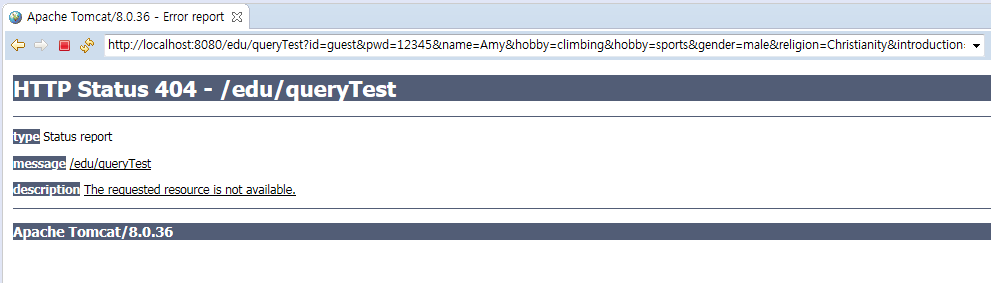 Apache Tomcat/8.0.36 - Error report
http://localhost:8080/edu/queryTest?id=guest&pwd=12345&name=Amy&hobby=climbing&hobby=sports&gender=male&religion=Christianity&introduction=
HTTP Status 404 - /edu/queryTest
type Status report
message /edu/queryTest
description The requested resource is not available.
Apache Tomcat/8.0.36